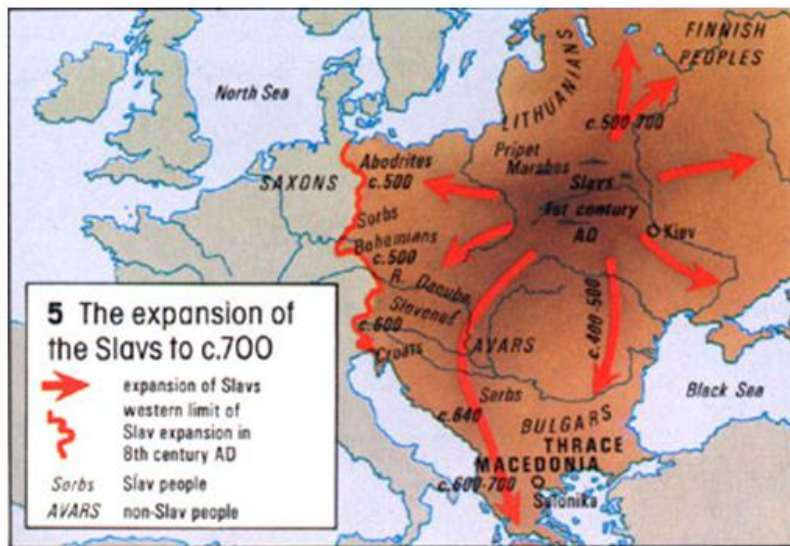 FINNISH
PEOPLES
North Sea
LITHUANIANS
c.500-700
Pripet
Marshes
Abodrites
c.500
SAXONS
Slavs
1st century
AD
Sorbs
Kiev
Bohemians
c.500
R. Danube
Slovenes
c.600
c.400-500
AVARS
Croats
Black Sea
Serbs
c.640
BULGARS
THRACE
MACEDONIA
c.600-700
Salonika
5 The expansion of
the Slavs to c.700
expansion of Slavs
western limit of
Slav expansion in
8th century AD
Sorbs Slav people
AVARS non-Slav people